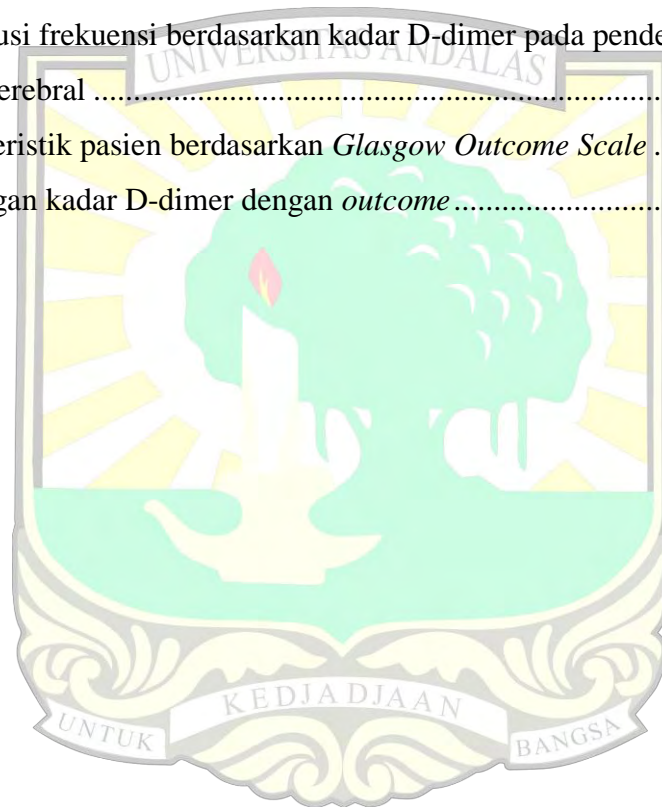 usi frekuensi berdasarkan kadar D-dimer pada pende
UNIVERSITAS ANDALAS
erebral ........................................................................
eristik pasien berdasarkan Glasgow Outcome Scale .
gan kadar D-dimer dengan outcome ..........................
UNTUK KEDJADJAAN BANGSA